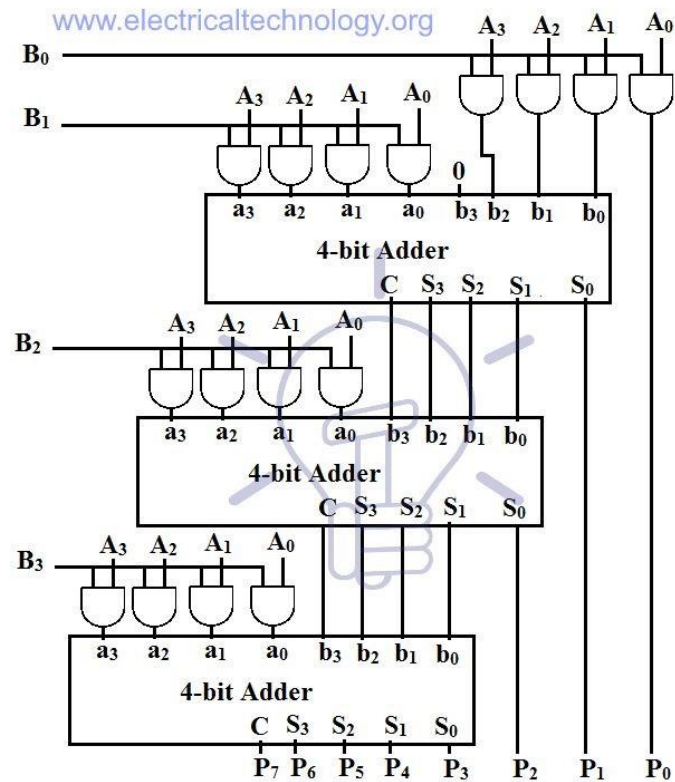 www.electricaltechnology.org
A₃ A₂ A₁ A₀
B₀
A₃ A₂ A₁ A₀
B₁
0
a₃ a₂ a₁ a₀ b₃ b₂ b₁ b₀
4-bit Adder
C S₃ S₂ S₁ S₀
A₃ A₂ A₁ A₀
B₂
a₃ a₂ a₁ a₀ b₃ b₂ b₁ b₀
4-bit Adder
C S₃ S₂ S₁ S₀
A₃ A₂ A₁ A₀
B₃
a₃ a₂ a₁ a₀ b₃ b₂ b₁ b₀
4-bit Adder
C S₃ S₂ S₁ S₀
P₇ P₆ P₅ P₄ P₃ P₂ P₁ P₀